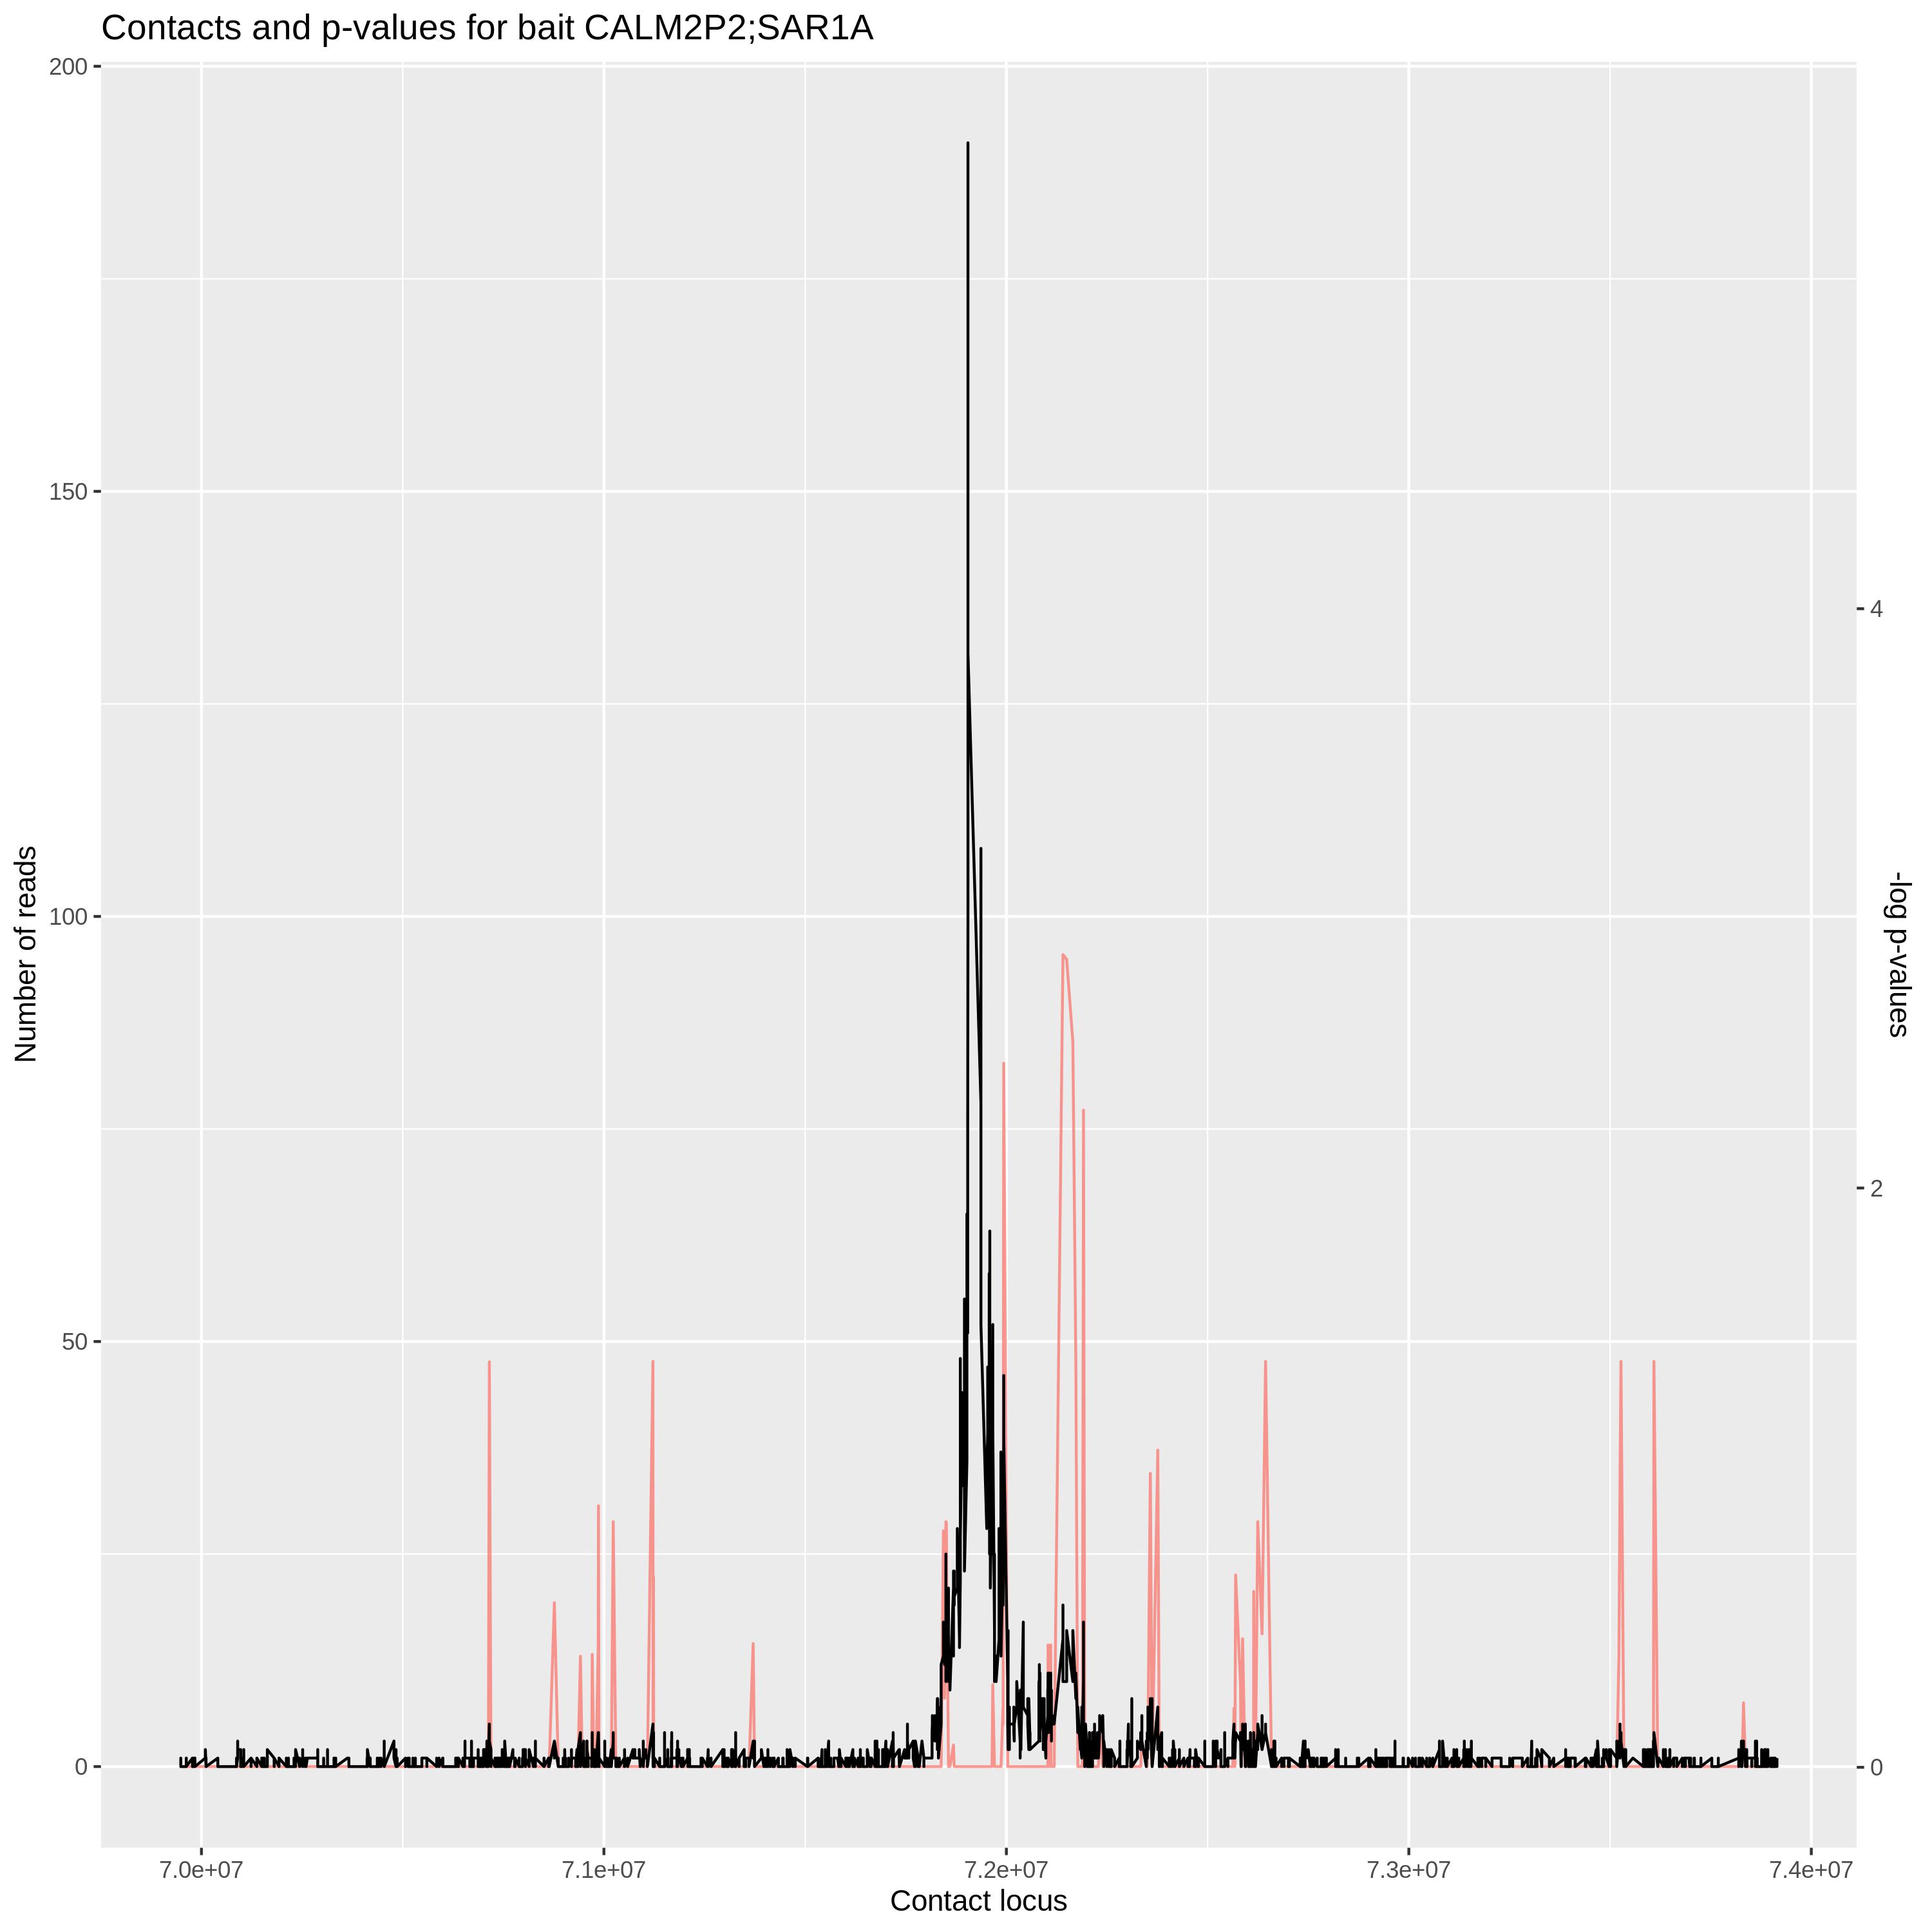 Contacts and p-values for bait CALM2P2;SAR1A
200
150
100
50
0
Number of reads
4
2
0
-log p-values
7.0e+07
7.1e+07
7.2e+07
7.3e+07
7.4e+07
Contact locus